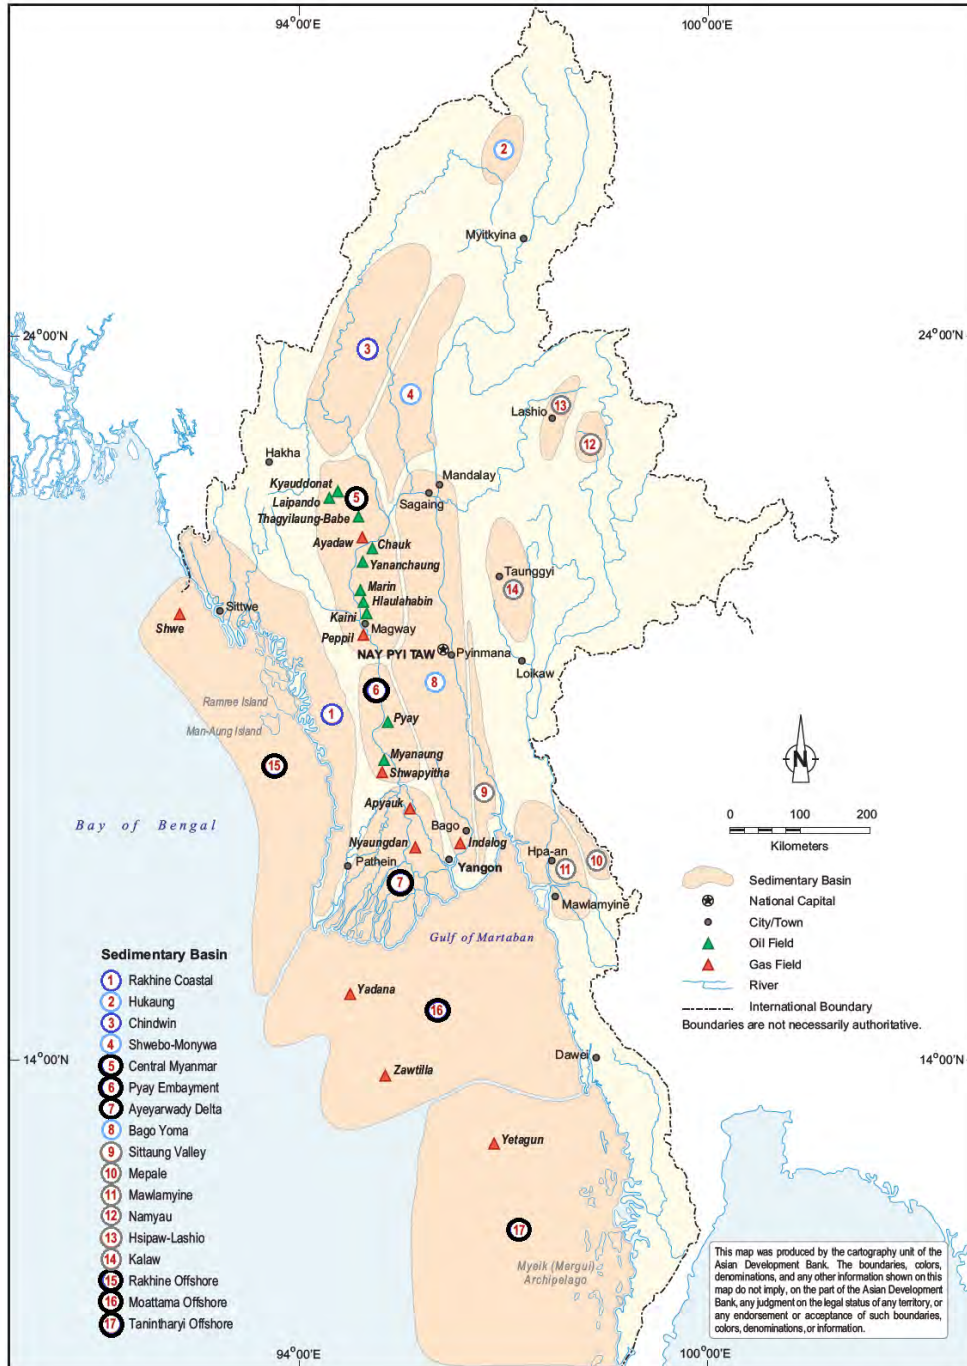 94°00'E
100°00'E
2
Myitkyina
24°00'N
24°00'N
3
4
13
Lashio
12
Hakha
Mandalay
Kyauddonat
Sagaing
Laipando
5
Thagyilaung-Babe
Ayadaw
Chauk
Yananchaung
Taunggyi
14
Marin
Hlaulahabin
Sittwe
Kaini
Magway
Shwe
Peppil
NAY PYI TAW
Pyinmana
Loikaw
8
6
Ramree Island
1
Pyay
Man-Aung Island
Myanaung
15
Shwapyitha
N
9
Apyauk
0 100 200
Kilometers
Bay of Bengal
Bago
Indalog
Nyaungdan
Hpa-an
10
Pathein
Yangon
11
7
Mawlamyine
Sedimentary Basin
National Capital
City/Town
Oil Field
Gas Field
River
International Boundary
Boundaries are not necessarily authoritative.
Gulf of Martaban
Yadana
16
14°00'N
Dawei
14°00'N
Zawtilla
Yetagun
17
Myeik (Mergui)
Archipelago
Sedimentary Basin
1 Rakhine Coastal
2 Hukaung
3 Chindwin
4 Shwebo-Monywa
5 Central Myanmar
6 Pyay Embayment
7 Ayeyarwady Delta
8 Bago Yoma
9 Sittaung Valley
10 Mepale
11 Mawlamyine
12 Namyau
13 Hsipaw-Lashio
14 Kalaw
15 Rakhine Offshore
16 Moattama Offshore
17 Tanintharyi Offshore
This map was produced by the cartography unit of the
Asian Development Bank. The boundaries, colors,
denominations, and any other information shown on this
map do not imply, on the part of the Asian Development
Bank, any judgment on the legal status of any territory, or
any endorsement or acceptance of such boundaries,
colors, denominations, or information.
94°00'E
100°00'E